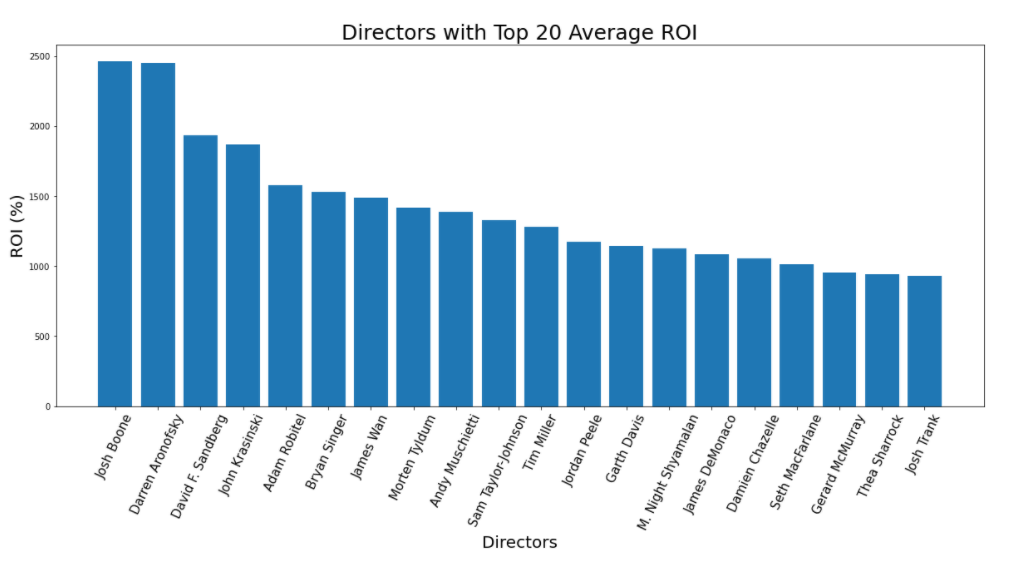 Directors with Top 20 Average ROI
ROI (%)
2500
2000
1500
1000
500
0
Josh Boone
Darren Aronofsky
David F. Sandberg
John Krasinski
Adam Robitel
Bryan Singer
James Wan
Morten Tyldum
Andy Muschietti
Sam Taylor-Johnson
Tim Miller
Jordan Peele
Garth Davis
M. Night Shyamalan
James DeMonaco
Damien Chazelle
Seth MacFarlane
Gerard McMurray
Thea Sharrock
Josh Trank
Directors